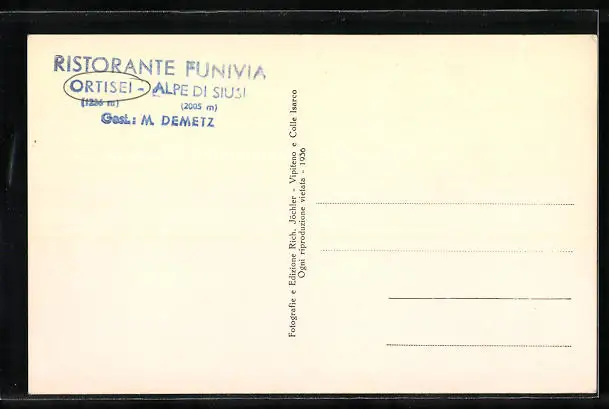 RISTORANTE FUNIVIA
ORTISEI - ALPE DI SIUSI
(1236 m) (2005 m)
Gest.: M. DEMETZ
Fotografie e Edizione Rich. Jöchler - Vipiteno e Colle Isarco
Ogni riproduzione vietata - 1936